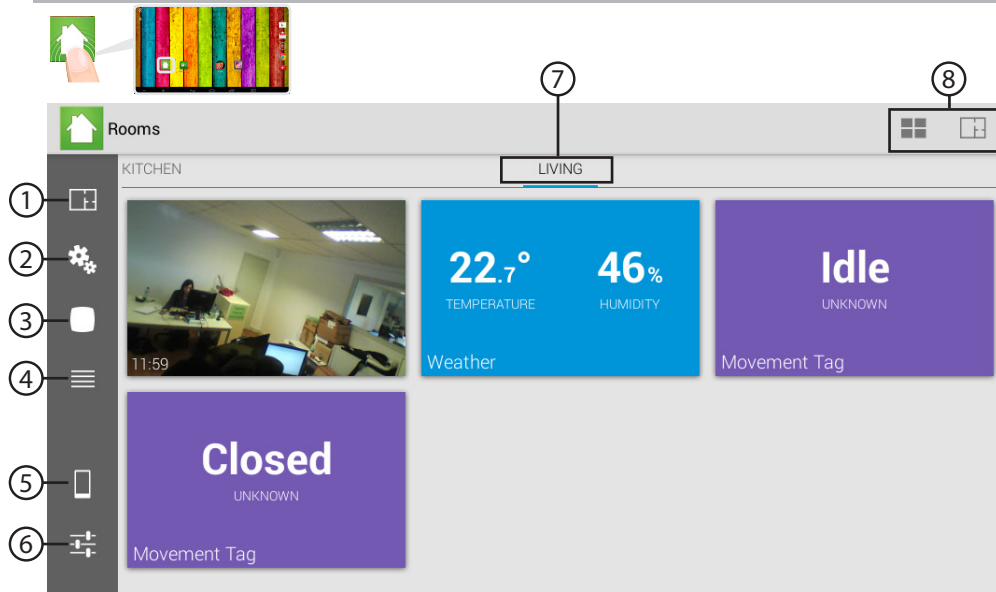 7
8
Rooms
KITCHEN
LIVING
1
2
3
4
5
6
11:59
22.7°
46%
TEMPERATURE
HUMIDITY
Weather
Idle
UNKNOWN
Movement Tag
Closed
UNKNOWN
Movement Tag